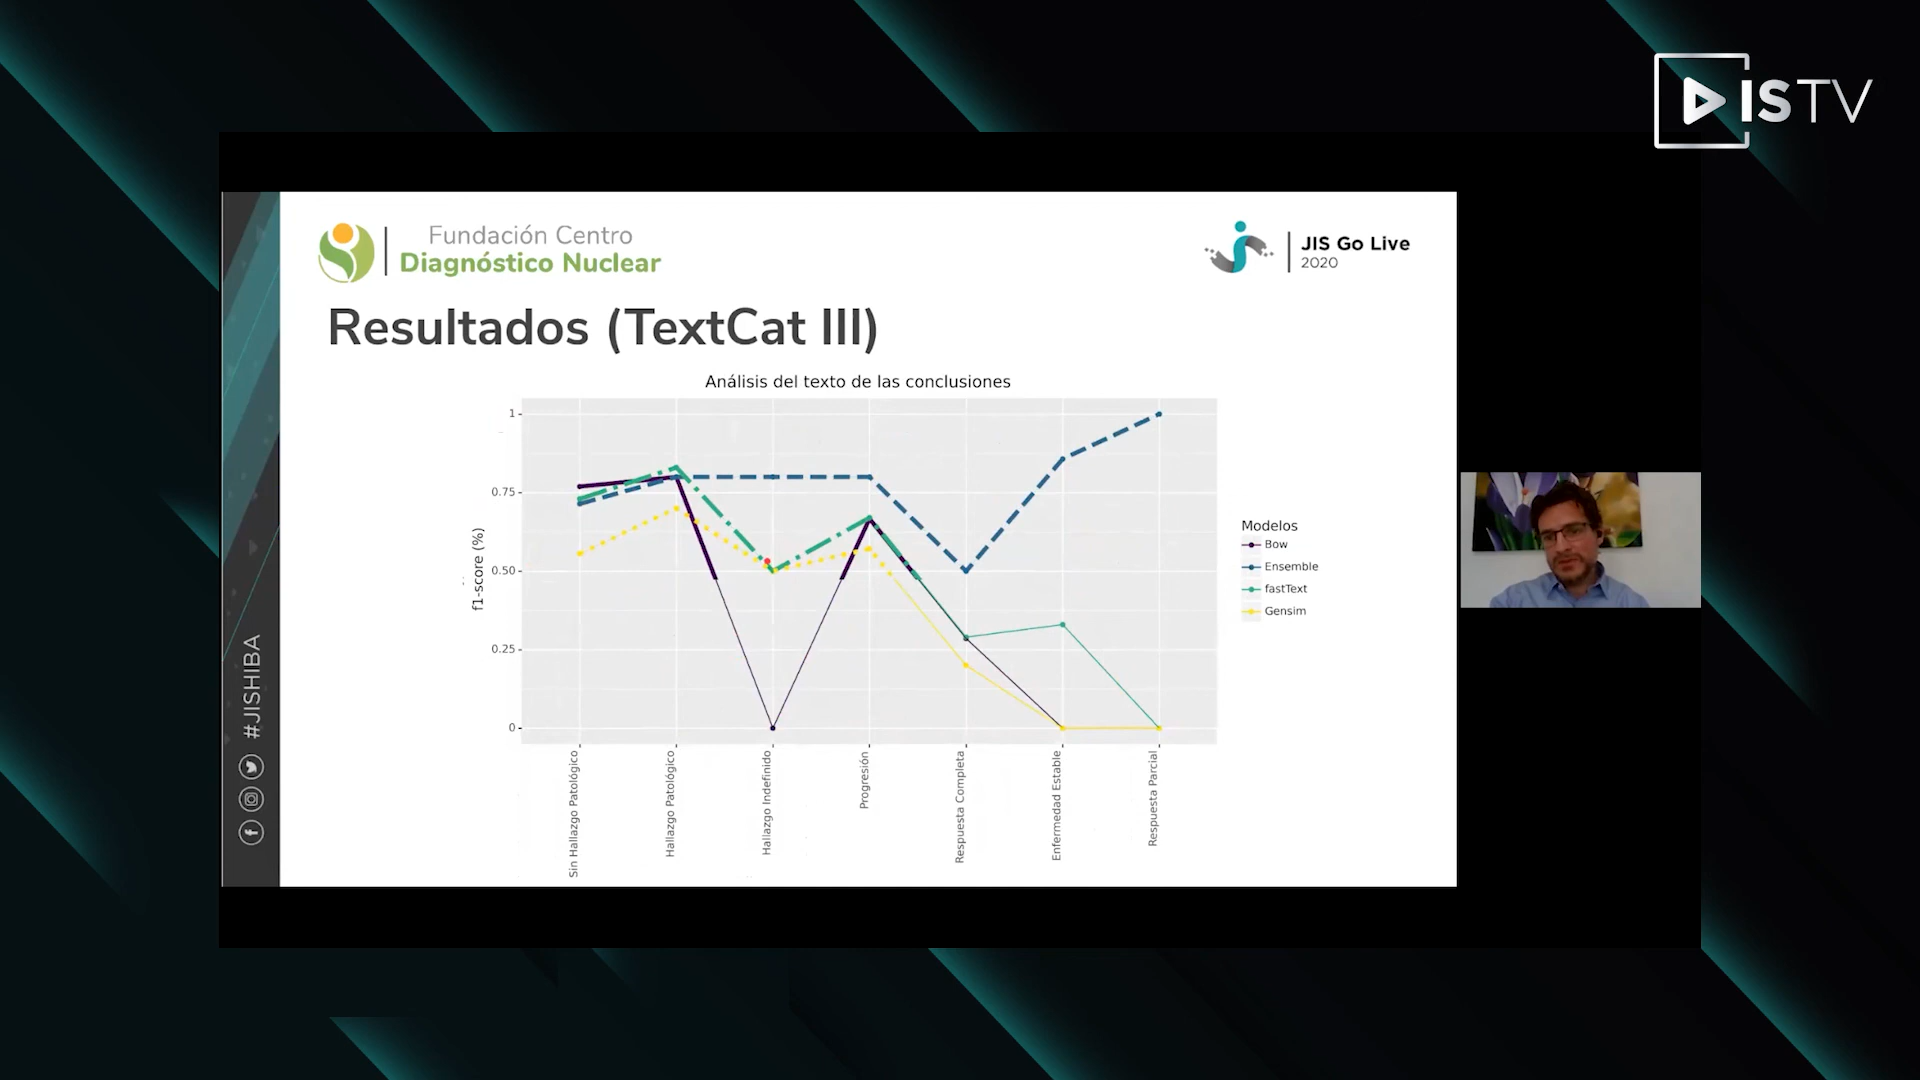 ISTV
Fundación Centro
Diagnóstico Nuclear
JIS Go Live
2020
Resultados (TextCat III)
Análisis del texto de las conclusiones
f1-score (%)
1
0.75
0.50
0.25
0
Sin Hallazgo Patológico
Hallazgo Patológico
Hallazgo Indefinido
Progresión
Respuesta Completa
Enfermedad Estable
Respuesta Parcial
Modelos
Bow
Ensemble
fastText
Gensim
#JISHIBA